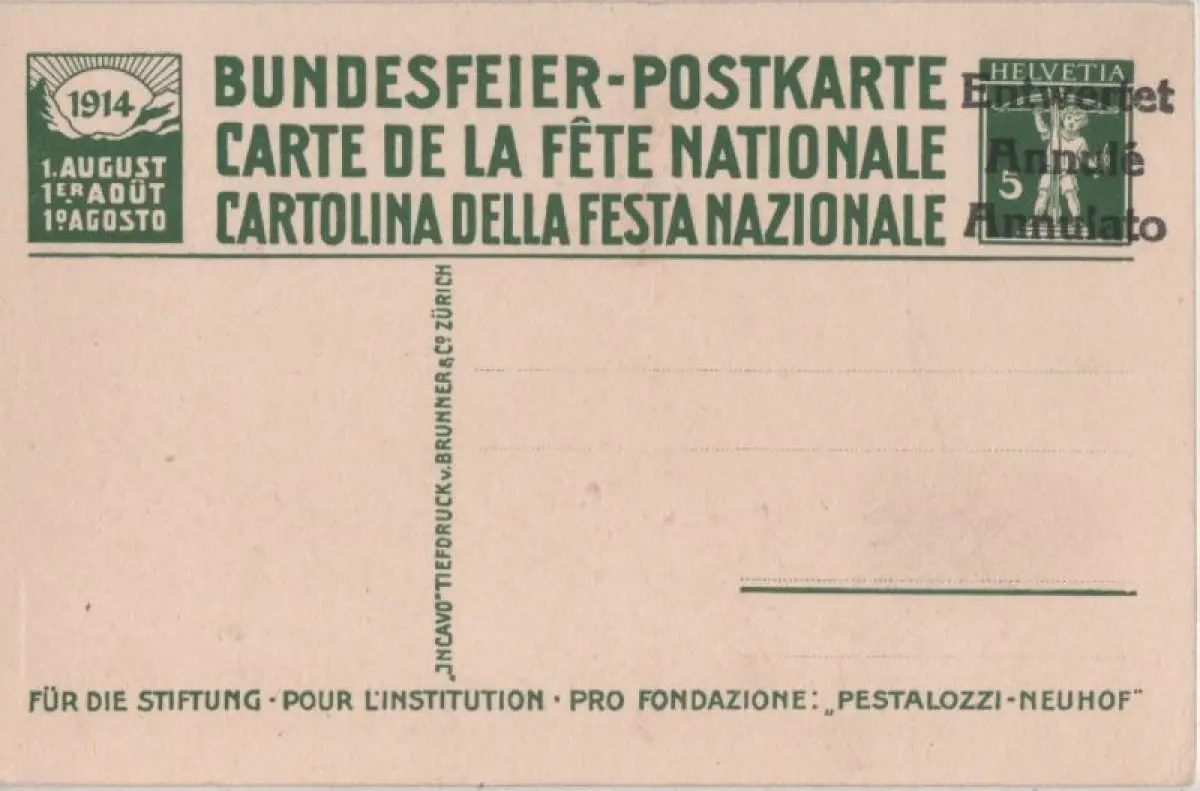 1914
1. AUGUST
1ER AOÛT
1º AGOSTO
BUNDESFEIER-POSTKARTE
CARTE DE LA FÊTE NATIONALE
CARTOLINA DELLA FESTA NAZIONALE
HELVETIA
5
Entwertet
Annulé
Annulato
„INCAVO" TIEFDRUCK v. BRUNNER & Cº ZÜRICH
FÜR DIE STIFTUNG · POUR L'INSTITUTION · PRO FONDAZIONE: „PESTALOZZI-NEUHOF"